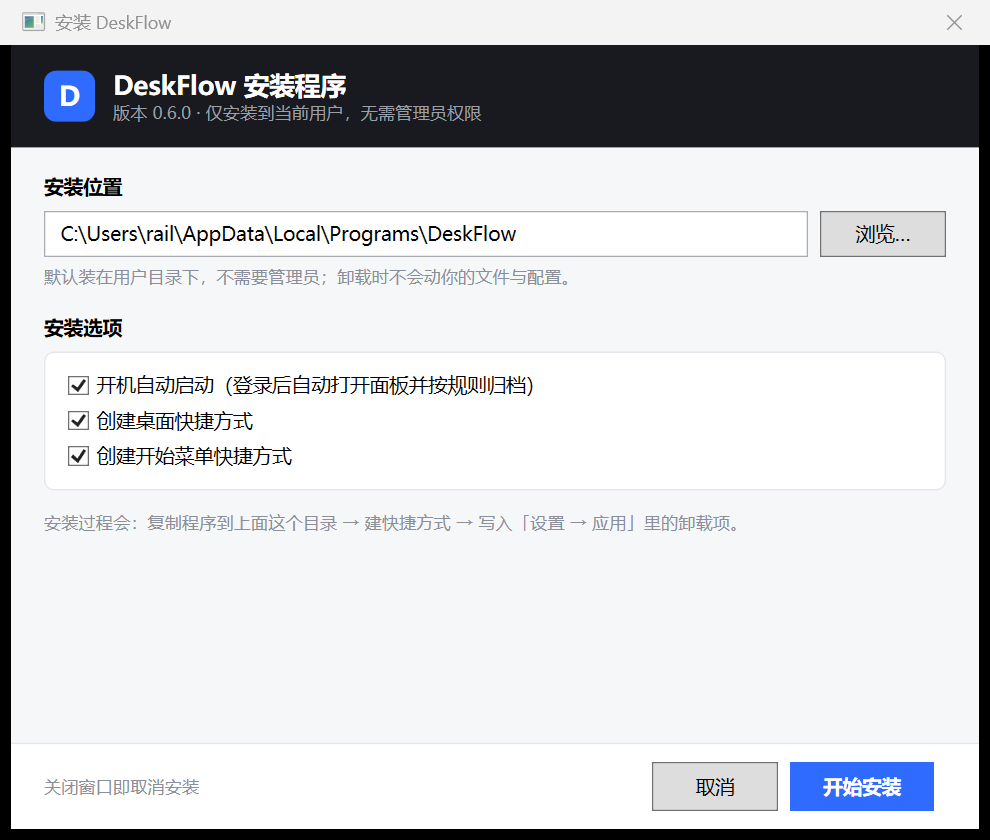 安装 DeskFlow
D
DeskFlow 安装程序
版本 0.6.0 · 仅安装到当前用户，无需管理员权限
安装位置
C:\Users\rail\AppData\Local\Programs\DeskFlow
浏览...
默认装在用户目录下，不需要管理员；卸载时不会动你的文件与配置。
安装选项
开机自动启动（登录后自动打开面板并按规则归档）
创建桌面快捷方式
创建开始菜单快捷方式
安装过程会：复制程序到上面这个目录 → 建快捷方式 → 写入「设置 → 应用」里的卸载项。
关闭窗口即取消安装
取消
开始安装